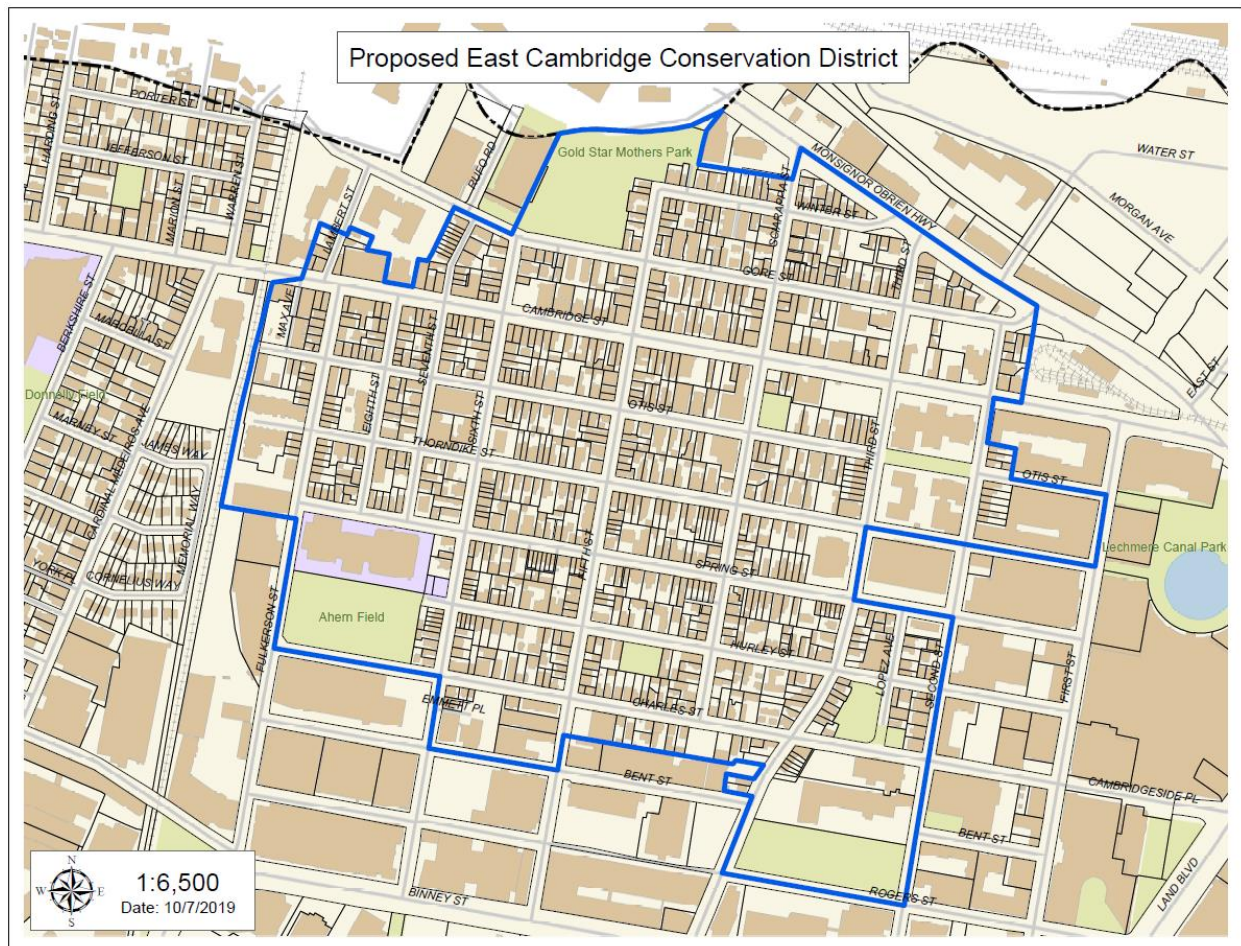 Proposed East Cambridge Conservation District
PORTER ST
HARDING ST
JEFFERSON ST
WARREN ST
MARION ST
RUFO RD
Gold Star Mothers Park
MONSIGNOR OBRIEN HWY
WATER ST
MORGAN AVE
SCIARAPPA ST
WINTER ST
LAMBERT ST
GORE ST
THIRD ST
BERKSHIRE ST
MAX AVE
CAMBRIDGE ST
MARCELLA ST
SEVENTH ST
EAST ST
Donnelly Field
EIGHTH ST
OTIS ST
SIXTH ST
THORNDIKE ST
THIRD ST
MARNEY ST
JAMES WAY
CARDINAL MEDEIROS AVE
OTIS ST
MEMORIAL WAY
Lechmere Canal Park
FIFTH ST
SPRING ST
YORK PL
CORNELIUS WAY
Ahern Field
FULKERSON ST
HURLEY ST
LOPEZ AVE
SECOND ST
FIRST ST
EMMETT PL
CHARLES ST
BENT ST
CAMBRIDGESIDE PL
BENT ST
LAND BLVD
ROGERS ST
BINNEY ST
N
W E
S
1:6,500
Date: 10/7/2019